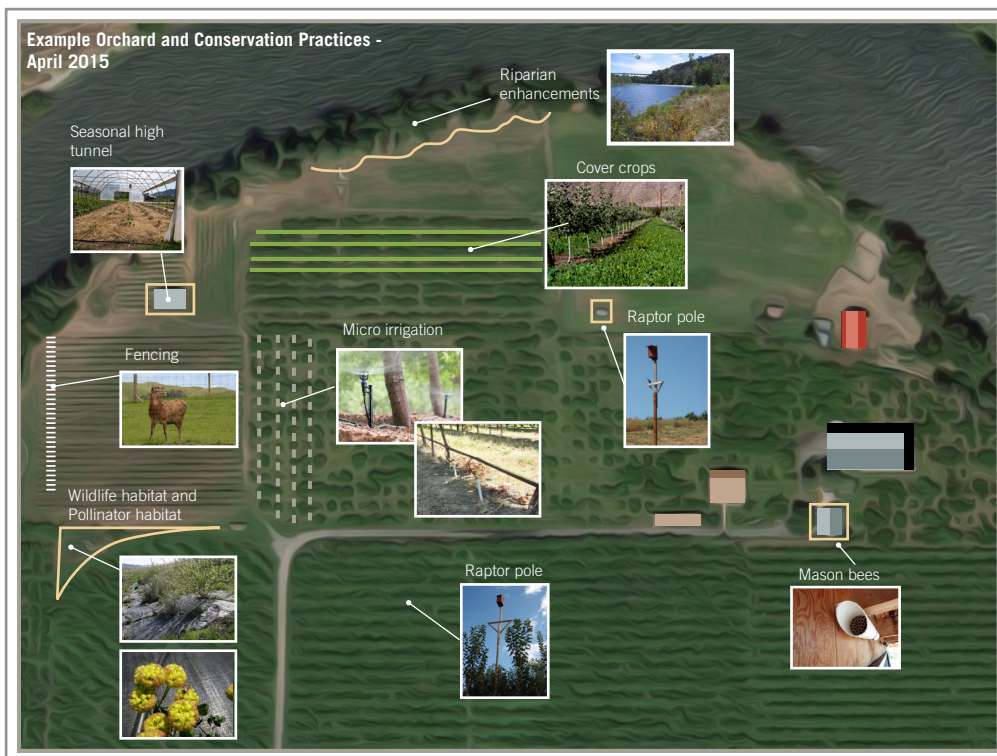 Example Orchard and Conservation Practices -
April 2015
Riparian
enhancements
Seasonal high
tunnel
Cover crops
Raptor pole
Micro irrigation
Fencing
Wildlife habitat and
Pollinator habitat
Raptor pole
Mason bees